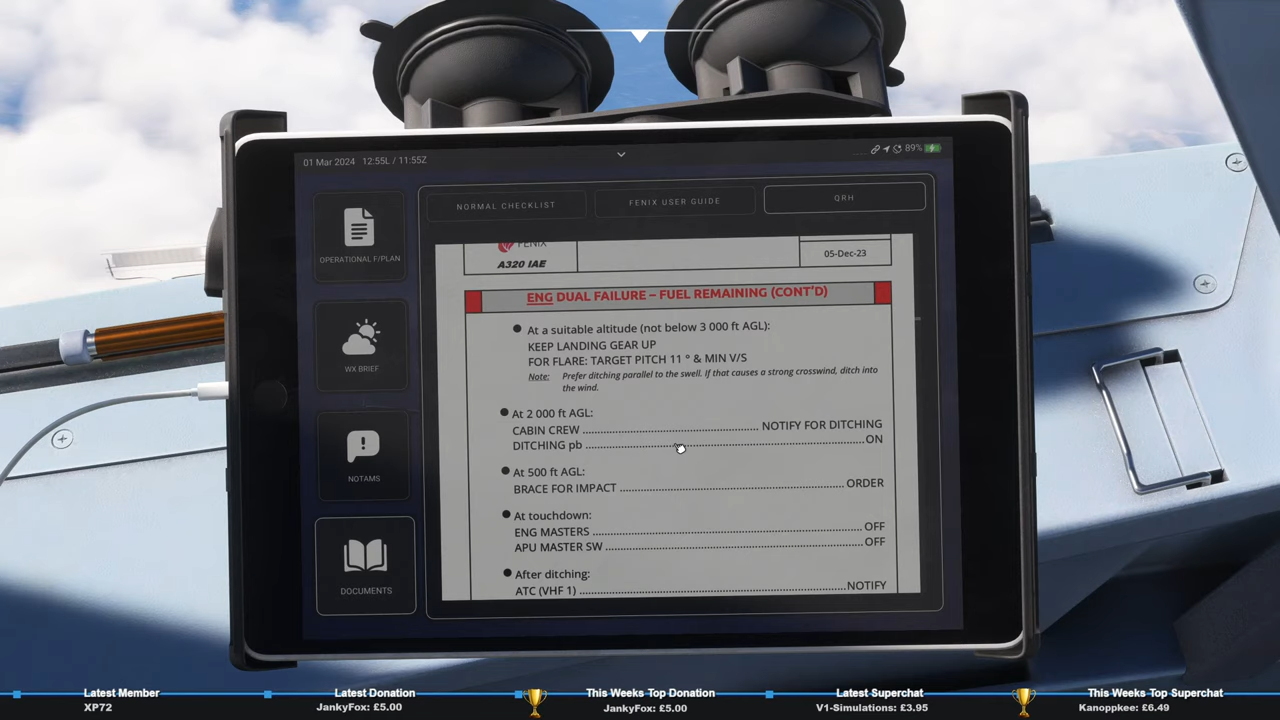 01 Mar 2024 12:55L / 11:55Z
89%
NORMAL CHECKLIST
FENIX USER GUIDE
QRH
OPERATIONAL F/PLAN
WX BRIEF
NOTAMS
DOCUMENTS
FENIX
A320 IAE
05-Dec-23
ENG DUAL FAILURE – FUEL REMAINING (CONT'D)
At a suitable altitude (not below 3 000 ft AGL):
KEEP LANDING GEAR UP
FOR FLARE: TARGET PITCH 11 ° & MIN V/S
Note: Prefer ditching parallel to the swell. If that causes a strong crosswind, ditch into
the wind.
At 2 000 ft AGL:
CABIN CREW NOTIFY FOR DITCHING
DITCHING pb ON
At 500 ft AGL:
BRACE FOR IMPACT ORDER
At touchdown:
ENG MASTERS OFF
APU MASTER SW OFF
After ditching:
ATC (VHF 1) NOTIFY
Latest Member
XP72
Latest Donation
JankyFox: £5.00
This Weeks Top Donation
JankyFox: £5.00
Latest Superchat
V1-Simulations: £3.95
This Weeks Top Superchat
Kanoppkee: £6.49